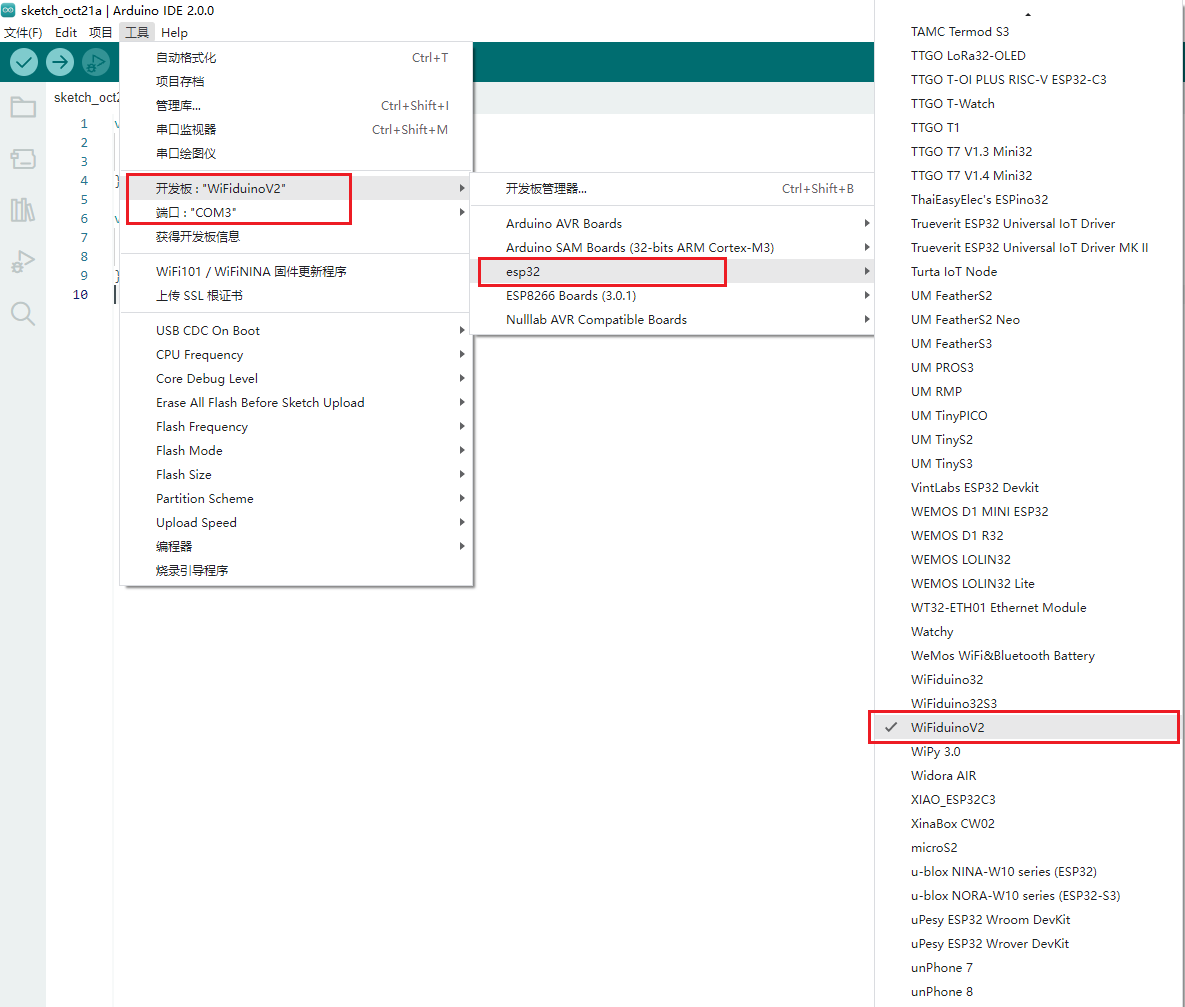 sketch_oct21a | Arduino IDE 2.0.0
文件(F) Edit 项目 工具 Help
sketch_oct2
1 v
2
3
4 }
5
6 v
7
8
9 }
10
自动格式化 Ctrl+T
项目存档
管理库... Ctrl+Shift+I
串口监视器 Ctrl+Shift+M
串口绘图仪
开发板 : "WiFiduinoV2"
端口 : "COM3"
获得开发板信息
WiFi101 / WiFiNINA 固件更新程序
上传 SSL 根证书
USB CDC On Boot
CPU Frequency
Core Debug Level
Erase All Flash Before Sketch Upload
Flash Frequency
Flash Mode
Flash Size
Partition Scheme
Upload Speed
编程器
烧录引导程序
开发板管理器... Ctrl+Shift+B
Arduino AVR Boards
Arduino SAM Boards (32-bits ARM Cortex-M3)
esp32
ESP8266 Boards (3.0.1)
Nulllab AVR Compatible Boards
TAMC Termod S3
TTGO LoRa32-OLED
TTGO T-OI PLUS RISC-V ESP32-C3
TTGO T-Watch
TTGO T1
TTGO T7 V1.3 Mini32
TTGO T7 V1.4 Mini32
ThaiEasyElec's ESPino32
Trueverit ESP32 Universal IoT Driver
Trueverit ESP32 Universal IoT Driver MK II
Turta IoT Node
UM FeatherS2
UM FeatherS2 Neo
UM FeatherS3
UM PROS3
UM RMP
UM TinyPICO
UM TinyS2
UM TinyS3
VintLabs ESP32 Devkit
WEMOS D1 MINI ESP32
WEMOS D1 R32
WEMOS LOLIN32
WEMOS LOLIN32 Lite
WT32-ETH01 Ethernet Module
Watchy
WeMos WiFi&Bluetooth Battery
WiFiduino32
WiFiduino32S3
WiFiduinoV2
WiPy 3.0
Widora AIR
XIAO_ESP32C3
XinaBox CW02
microS2
u-blox NINA-W10 series (ESP32)
u-blox NORA-W10 series (ESP32-S3)
uPesy ESP32 Wroom DevKit
uPesy ESP32 Wrover DevKit
unPhone 7
unPhone 8